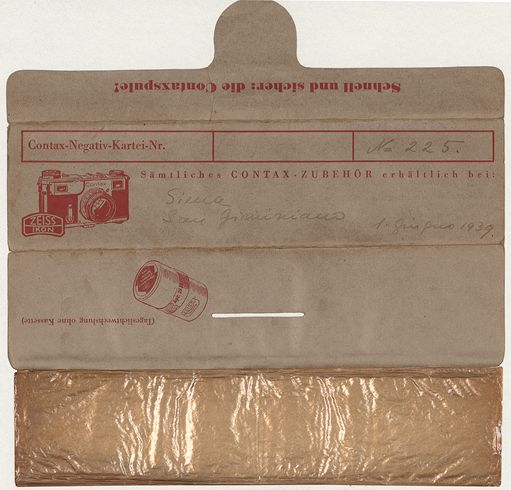 Schnell und sicher: die Contaxspule!
Contax-Negativ-Kartei-Nr.
No 225.
Sämtliches CONTAX-ZUBEHÖR erhältlich bei:
Contax
ZEISS
IKON
Siena
San Gimignano
1. Giugno 1939.
(Tageslichtwechslung ohne Kassette)